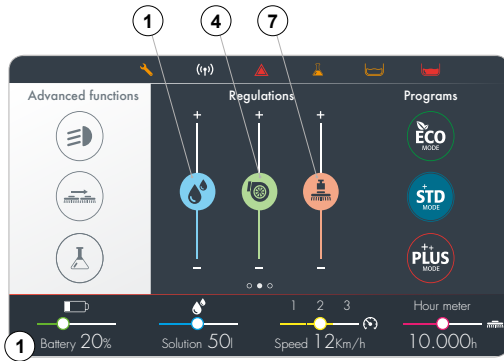 1 4 7
Advanced functions Regulations Programs
+ + +
ECO
MODE
+
STD
MODE
++
PLUS
MODE
– – –
1 2 3 Hour meter
1
Battery 20% Solution 50l Speed 12Km/h 10.000h